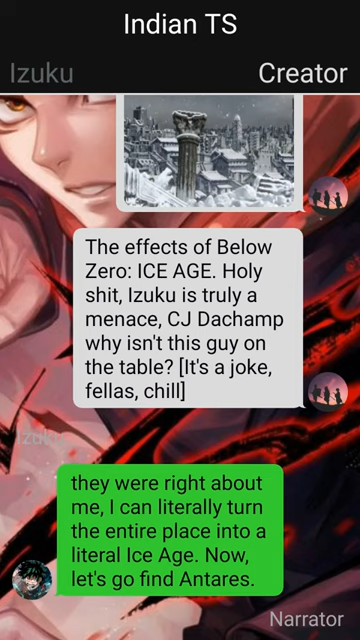 Indian TS
Izuku
Creator
The effects of Below
Zero: ICE AGE. Holy
shit, Izuku is truly a
menace, CJ Dachamp
why isn't this guy on
the table? [It's a joke,
fellas, chill]
Izuku
they were right about
me, I can literally turn
the entire place into a
literal Ice Age. Now,
let's go find Antares.
Narrator